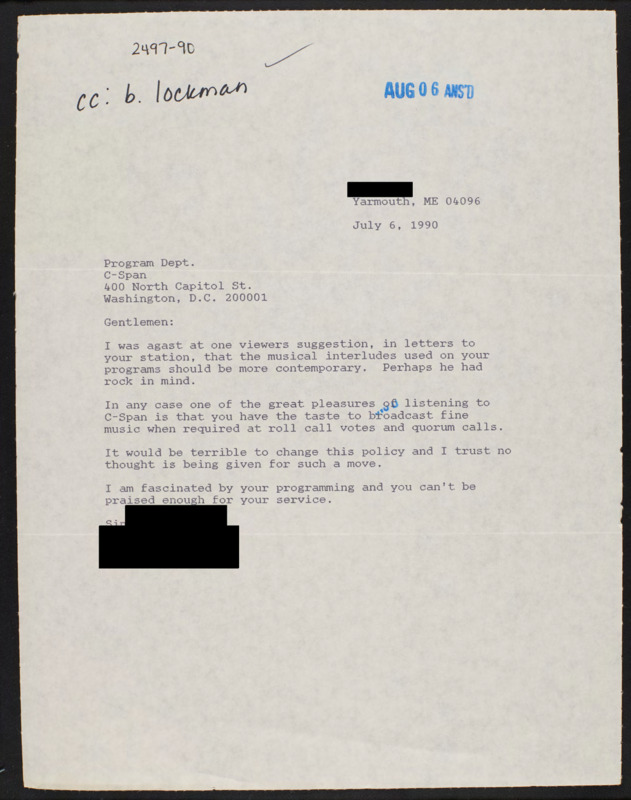 2497-90
cc: b. lockman
AUG 06 ANS'D
Yarmouth, ME 04096
July 6, 1990
Program Dept.
C-Span
400 North Capitol St.
Washington, D.C. 200001
Gentlemen:
I was agast at one viewers suggestion, in letters to
your station, that the musical interludes used on your
programs should be more contemporary.  Perhaps he had
rock in mind.
In any case one of the great pleasures of listening to
C-Span is that you have the taste to broadcast fine
music when required at roll call votes and quorum calls.
It would be terrible to change this policy and I trust no
thought is being given for such a move.
I am fascinated by your programming and you can't be
praised enough for your service.